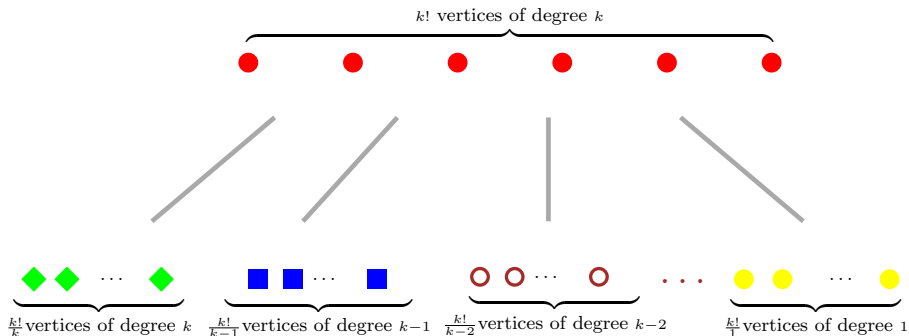 k! vertices of degree k
··· ··· ··· ··· ···
k!/k vertices of degree k k!/k−1 vertices of degree k−1 k!/k−2 vertices of degree k−2 k!/1 vertices of degree 1